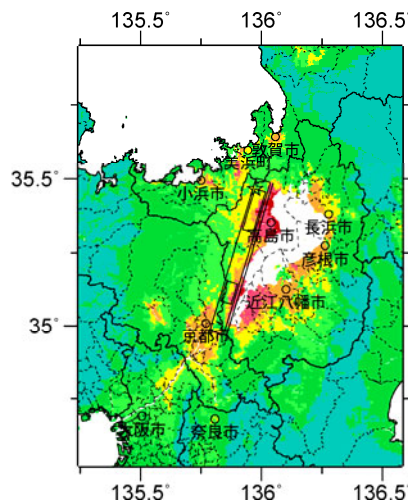 135.5° 136° 136.5°
敦賀市
美浜町
35.5°
小浜市
高島市
長浜市
彦根市
近江八幡市
35°
京都市
大阪市
奈良市
135.5° 136° 136.5°